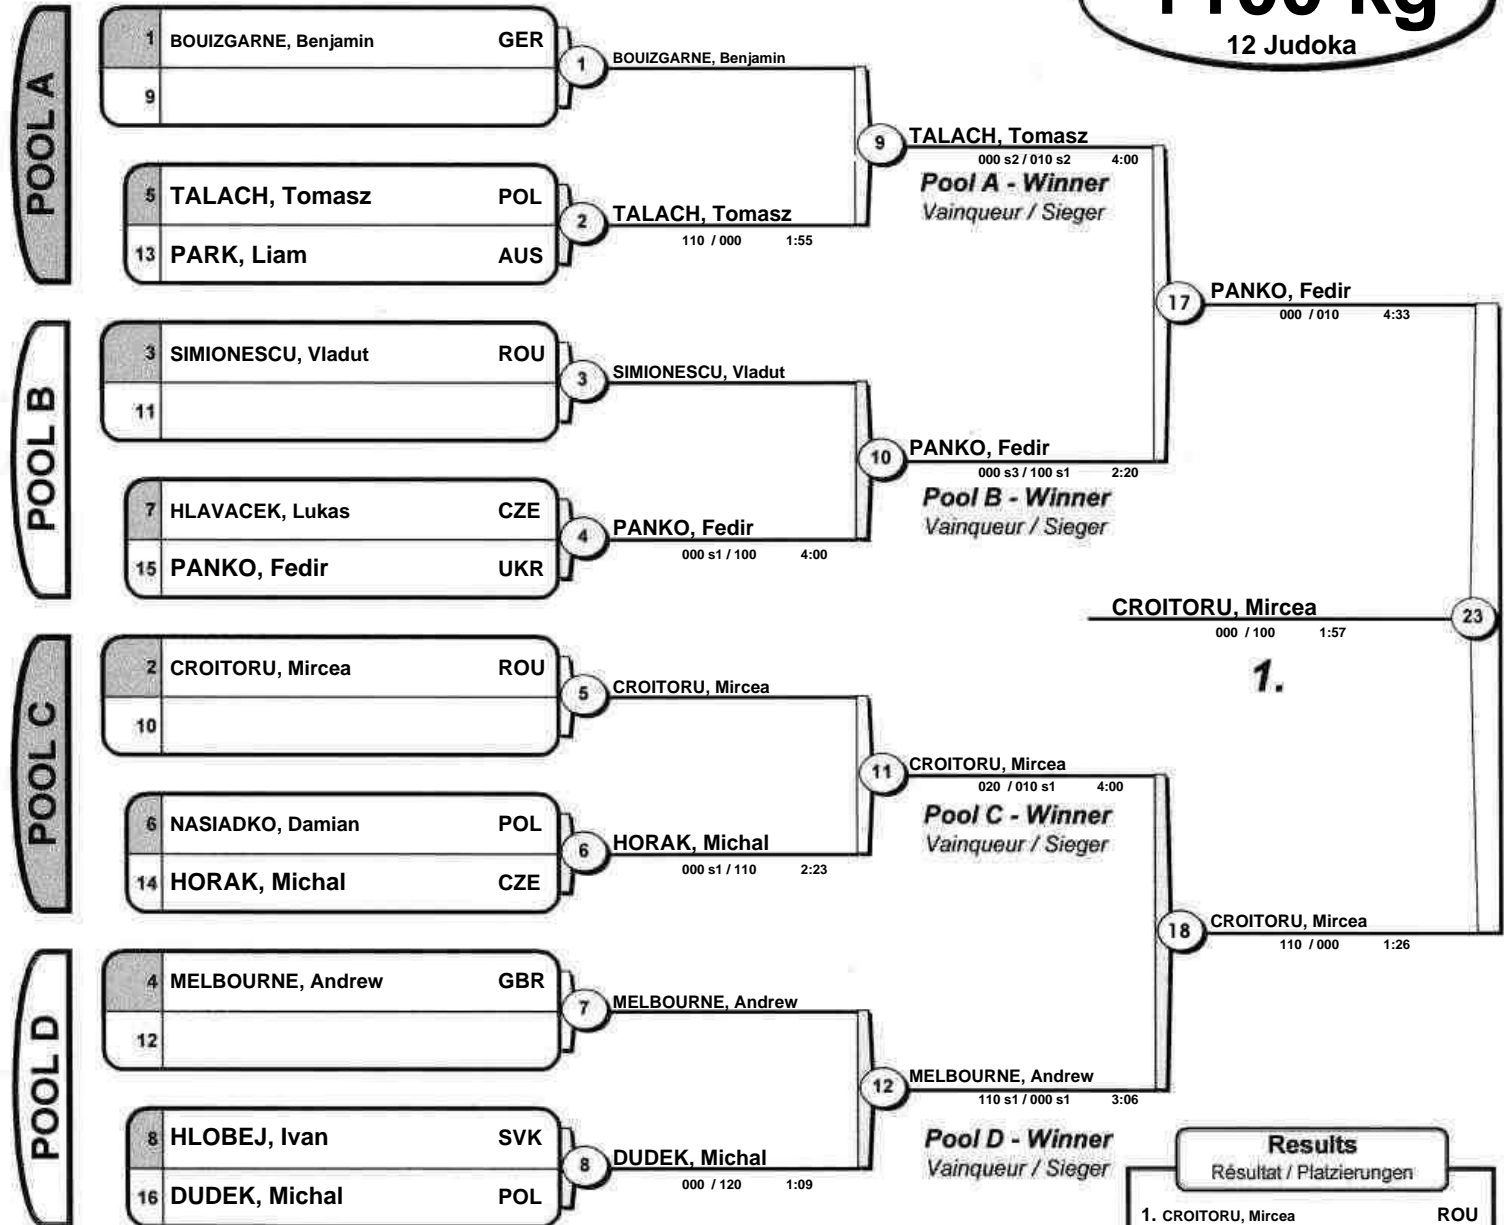 +100 kg
12 Judoka
POOL A
1 BOUIZGARNE, Benjamin GER
9
1 BOUIZGARNE, Benjamin
5 TALACH, Tomasz POL
13 PARK, Liam AUS
2 TALACH, Tomasz
110 / 000 1:55
9 TALACH, Tomasz
000 s2 / 010 s2 4:00
Pool A - Winner
Vainqueur / Sieger
POOL B
3 SIMIONESCU, Vladut ROU
11
3 SIMIONESCU, Vladut
7 HLAVACEK, Lukas CZE
15 PANKO, Fedir UKR
4 PANKO, Fedir
000 s1 / 100 4:00
10 PANKO, Fedir
000 s3 / 100 s1 2:20
Pool B - Winner
Vainqueur / Sieger
17 PANKO, Fedir
000 / 010 4:33
POOL C
2 CROITORU, Mircea ROU
10
5 CROITORU, Mircea
6 NASIADKO, Damian POL
14 HORAK, Michal CZE
6 HORAK, Michal
000 s1 / 110 2:23
11 CROITORU, Mircea
020 / 010 s1 4:00
Pool C - Winner
Vainqueur / Sieger
POOL D
4 MELBOURNE, Andrew GBR
12
7 MELBOURNE, Andrew
8 HLOBEJ, Ivan SVK
16 DUDEK, Michal POL
8 DUDEK, Michal
000 / 120 1:09
12 MELBOURNE, Andrew
110 s1 / 000 s1 3:06
Pool D - Winner
Vainqueur / Sieger
18 CROITORU, Mircea
110 / 000 1:26
CROITORU, Mircea 23
000 / 100 1:57
1.
Results
Résultat / Platzierungen
1. CROITORU, Mircea ROU